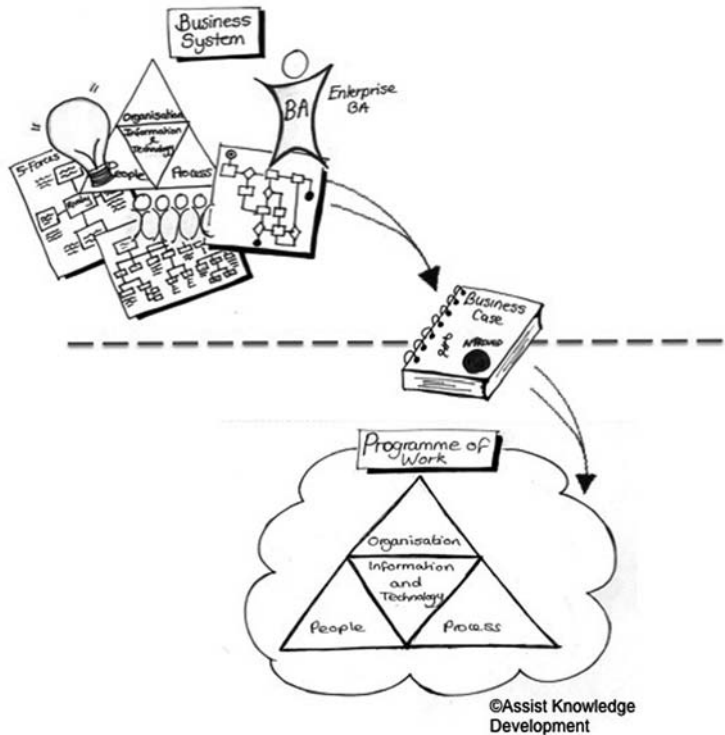 Business
System
BA
Enterprise
BA
Organisation
Information
&
Technology
People
Process
5-Forces
Business
Case
APPROVED
Programme of
Work
Organisation
Information
and
Technology
People
Process
©Assist Knowledge
Development